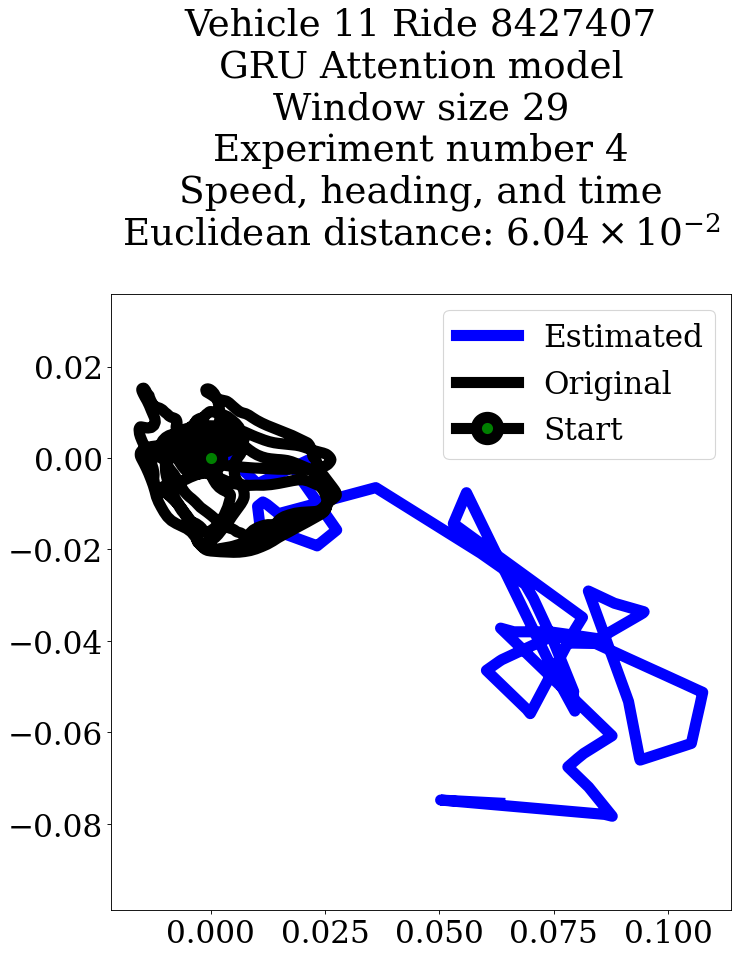 Vehicle 11 Ride 8427407
GRU Attention model
Window size 29
Experiment number 4
Speed, heading, and time
Euclidean distance: 6.04 × 10⁻²
Estimated
Original
Start
0.02
0.00
−0.02
−0.04
−0.06
−0.08
0.000 0.025 0.050 0.075 0.100